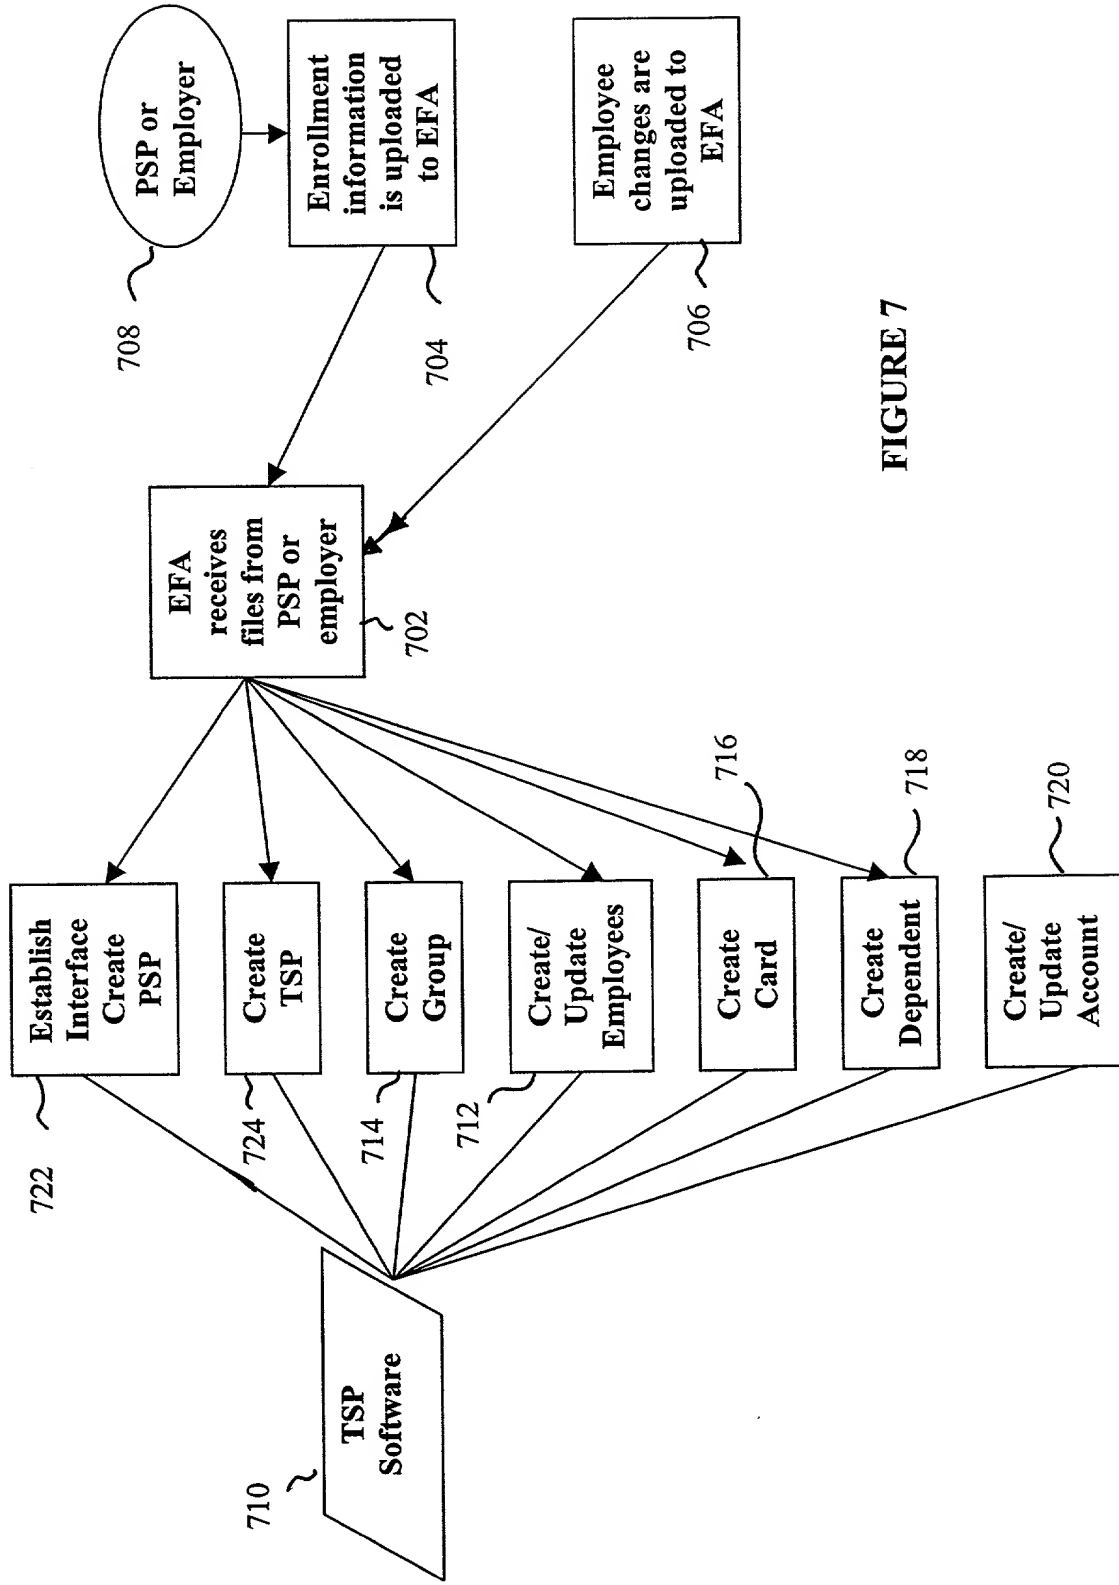 PSP or
Employer
708
Enrollment
information
is uploaded
to EFA
704
Employee
changes are
uploaded to
EFA
706
EFA
receives
files from
PSP or
employer
702
Establish
Interface
Create
PSP
722
Create
TSP
724
Create
Group
714
Create/
Update
Employees
712
Create
Card
716
Create
Dependent
718
Create/
Update
Account
720
TSP
Software
710
FIGURE 7